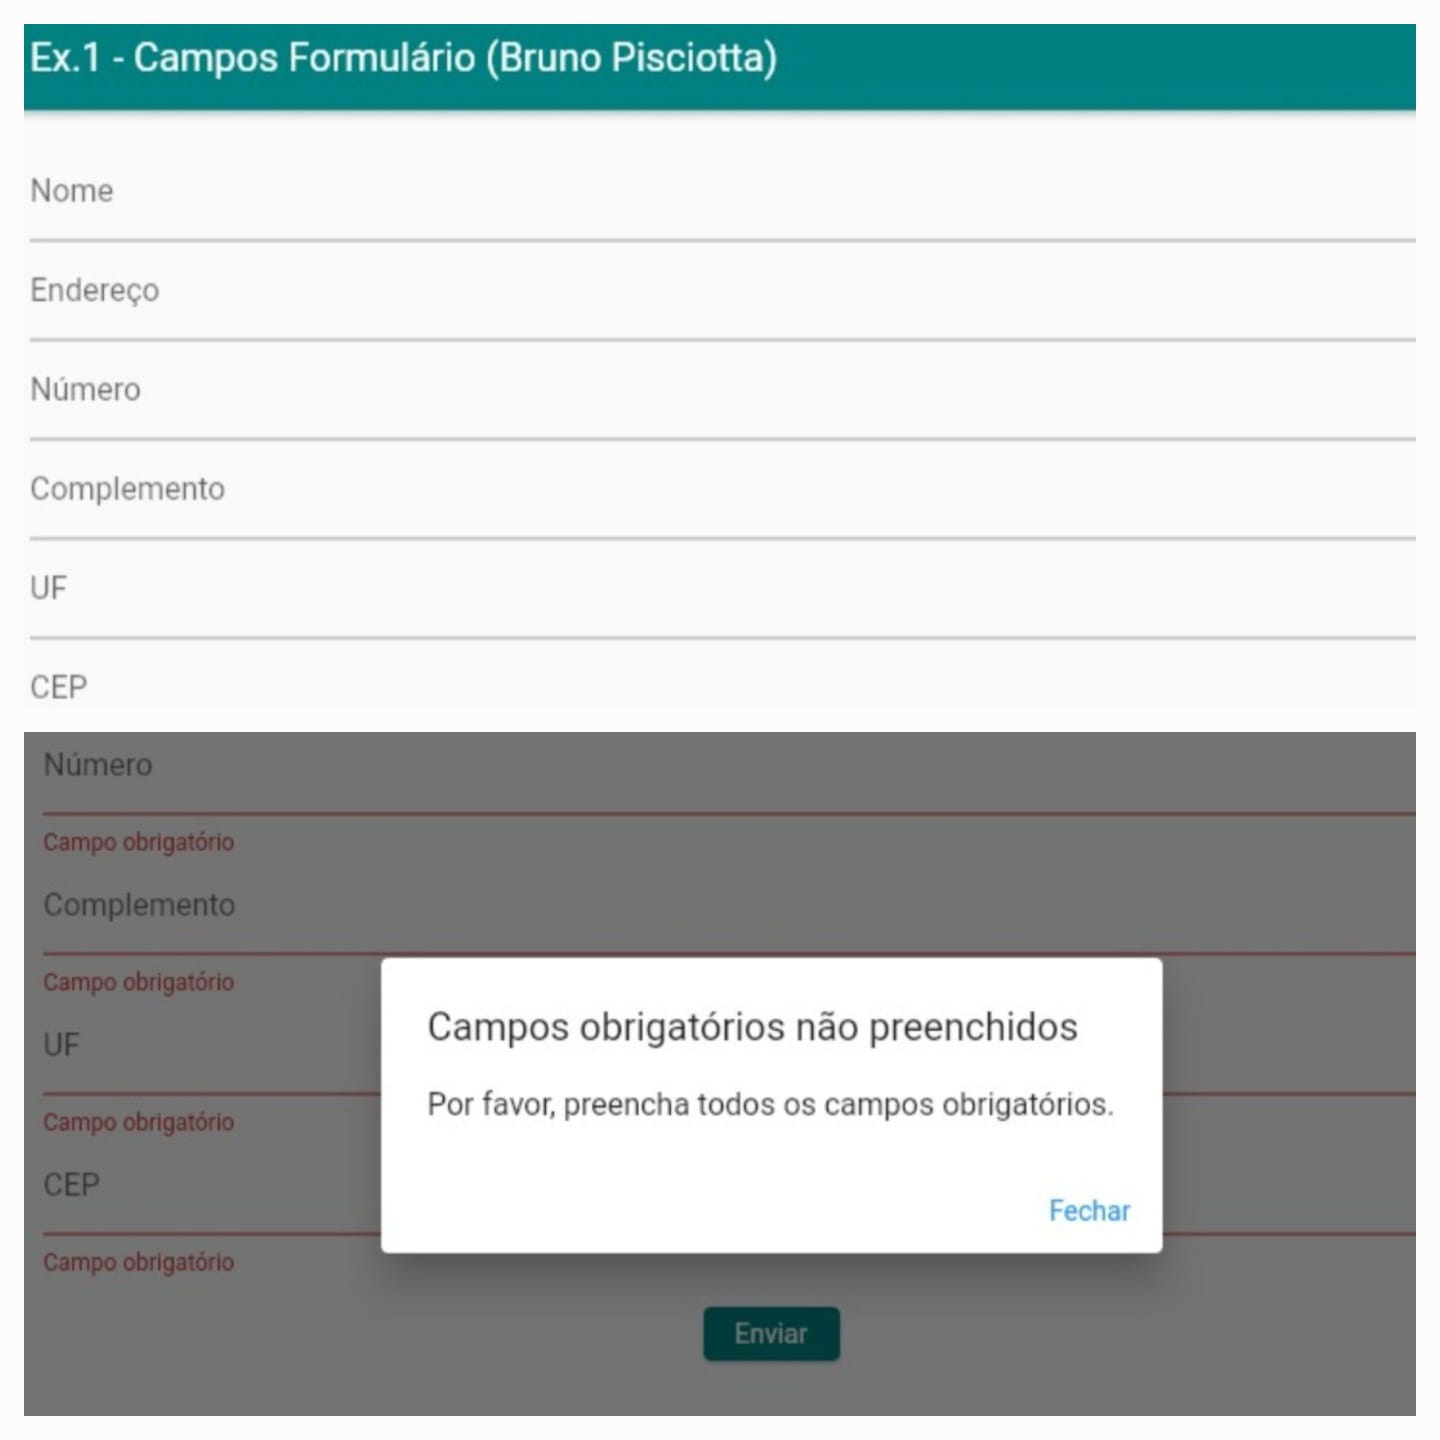 Ex.1 - Campos Formulário (Bruno Pisciotta)
Nome
Endereço
Número
Complemento
UF
CEP
Número
Campo obrigatório
Complemento
Campo obrigatório
UF
Campo obrigatório
CEP
Campo obrigatório
Campos obrigatórios não preenchidos
Por favor, preencha todos os campos obrigatórios.
Fechar
Enviar